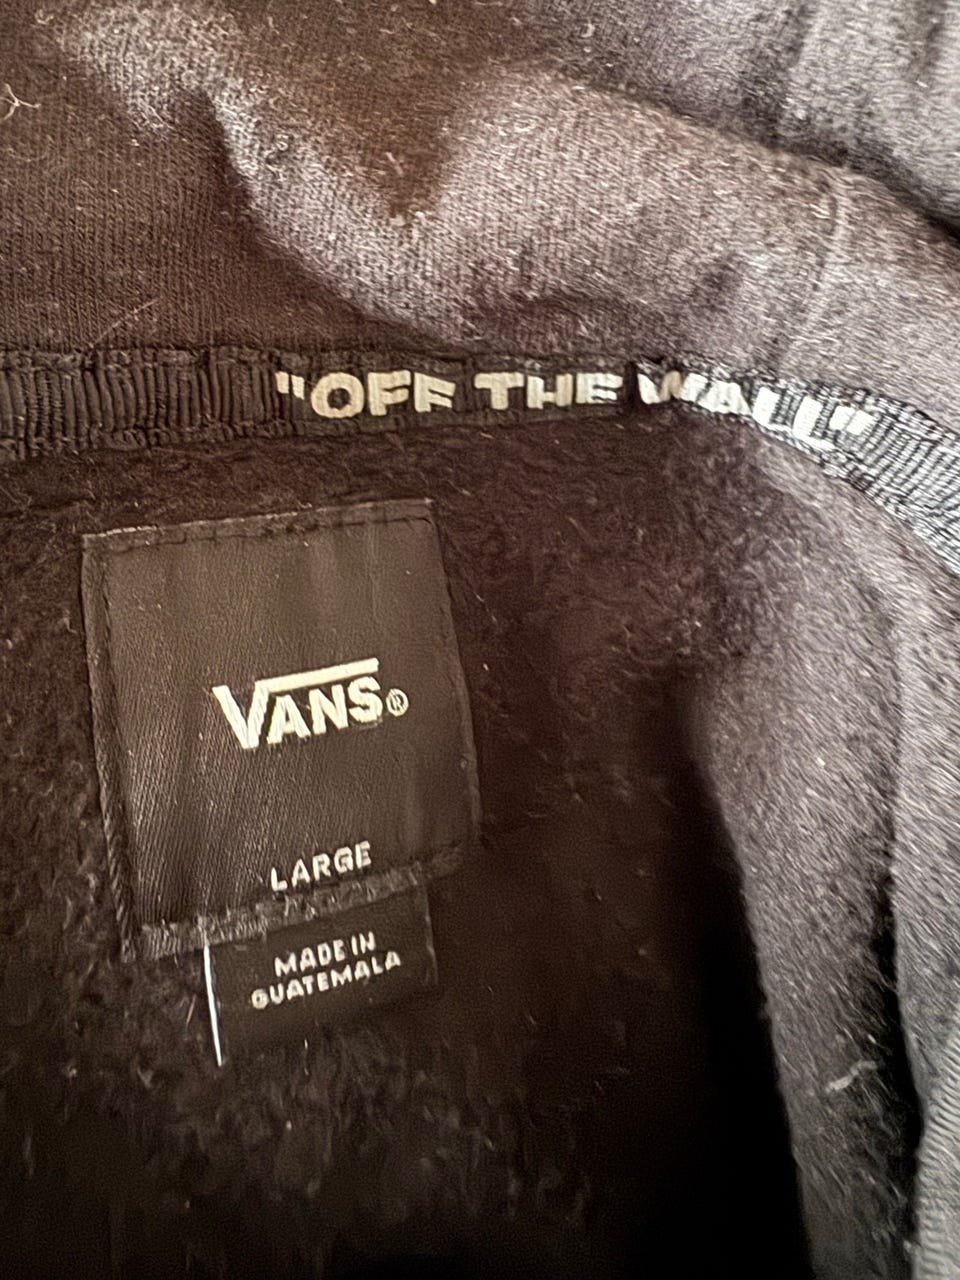 "OFF THE WALL"
VANS®
LARGE
MADE IN
GUATEMALA